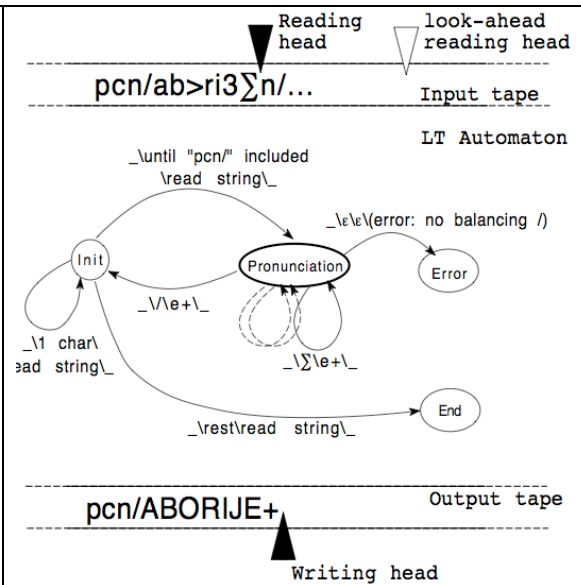 Reading
head
look-ahead
reading head
pcn/ab>ri3∑n/...
Input tape
LT Automaton
_\until "pcn/" included
\read string\_
_\ε\ε\(error: no balancing /)
Init
Pronunciation
Error
_\/\e+\_
_\1 char\
ead string\_
_\∑\e+\_
End
_\rest\read string\_
Output tape
pcn/ABORIJE+
Writing head